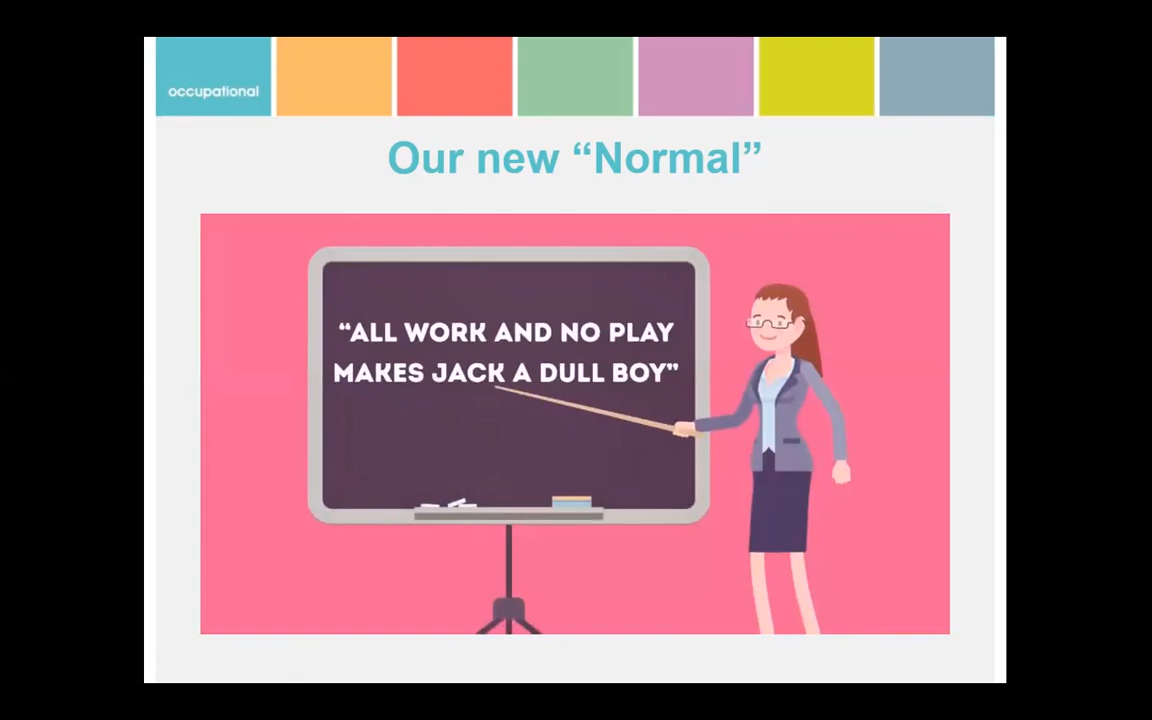 occupational
Our new “Normal”
“ALL WORK AND NO PLAY
MAKES JACK A DULL BOY”